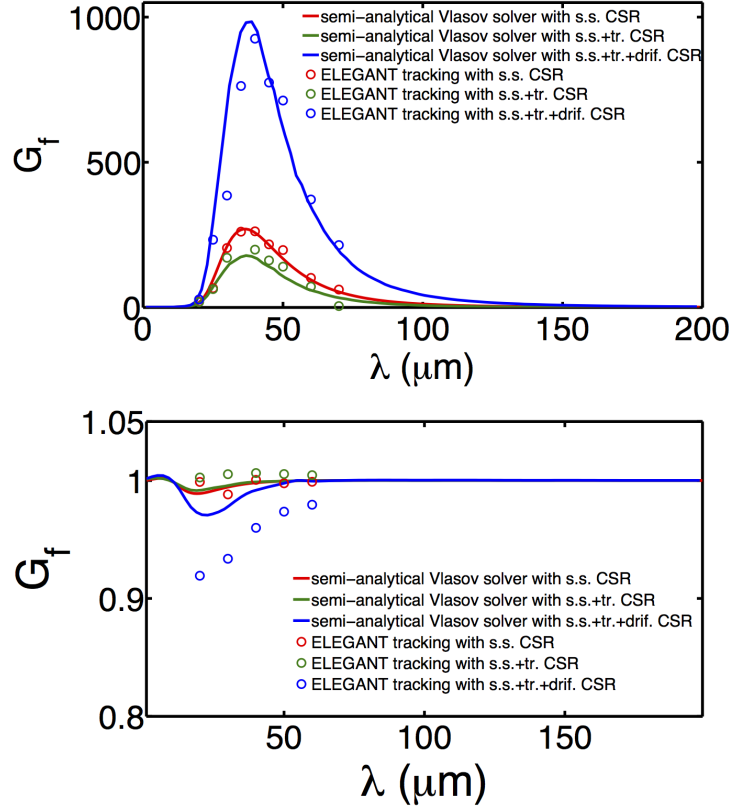 1000
500
0
G_f
semi−analytical Vlasov solver with s.s. CSR
semi−analytical Vlasov solver with s.s.+tr. CSR
semi−analytical Vlasov solver with s.s.+tr.+drif. CSR
ELEGANT tracking with s.s. CSR
ELEGANT tracking with s.s.+tr. CSR
ELEGANT tracking with s.s.+tr.+drif. CSR
0 50 100 150 200
λ (μm)
1.05
1
0.9
0.8
G_f
semi−analytical Vlasov solver with s.s. CSR
semi−analytical Vlasov solver with s.s.+tr. CSR
semi−analytical Vlasov solver with s.s.+tr.+drif. CSR
ELEGANT tracking with s.s. CSR
ELEGANT tracking with s.s.+tr. CSR
ELEGANT tracking with s.s.+tr.+drif. CSR
50 100 150
λ (μm)